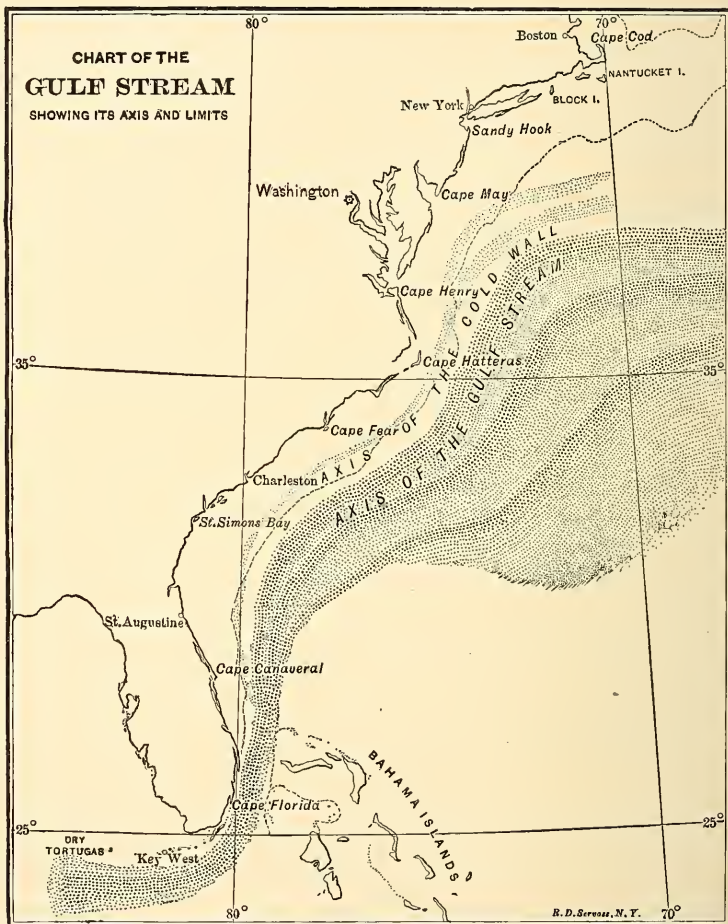 80°
70°
CHART OF THE
GULF STREAM
SHOWING ITS AXIS AND LIMITS
Boston
Cape Cod
NANTUCKET I.
BLOCK I.
New York
Sandy Hook
Washington
Cape May
Cape Henry
AXIS OF THE COLD WALL
AXIS OF THE GULF STREAM
35°
Cape Hatteras
35°
Cape Fear
Charleston
St. Simons Bay
St. Augustine
Cape Canaveral
BAHAMA ISLANDS
Cape Florida
25°
25°
DRY
TORTUGAS
Key West
80°
70°
R.D. Servoss, N.Y.